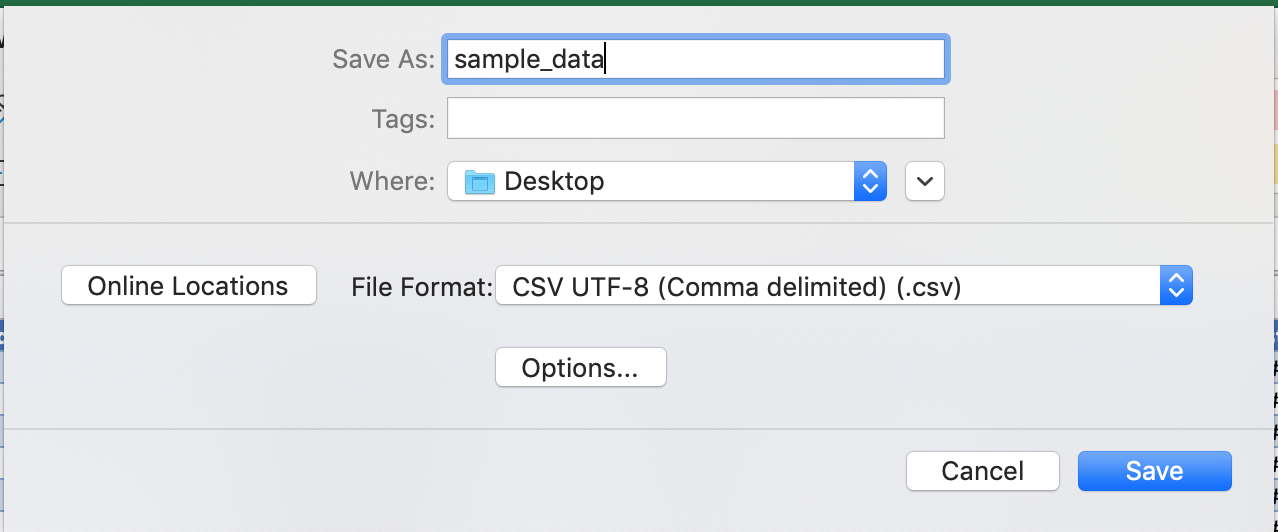 Save As: sample_data
Tags:
Where: Desktop
Online Locations File Format: CSV UTF-8 (Comma delimited) (.csv)
Options...
Cancel Save